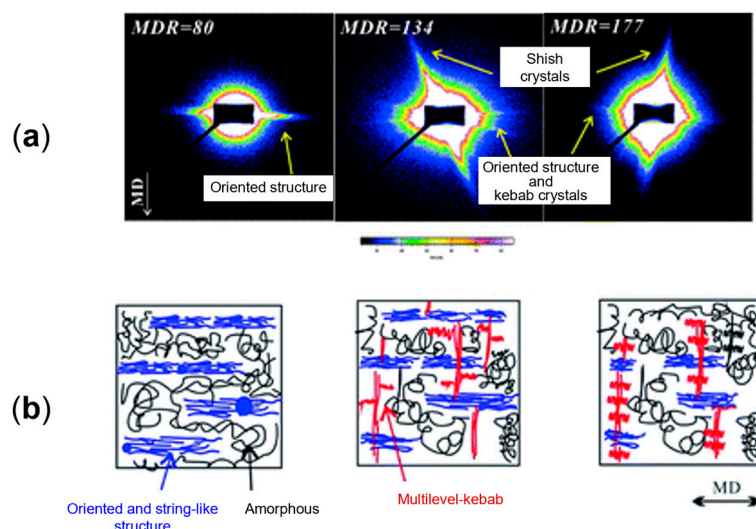 MDR=80
MDR=134
MDR=177
Shish
crystals
(a)
Oriented structure
Oriented structure
and
kebab crystals
MD
(b)
Oriented and string-like
structure
Amorphous
Multilevel-kebab
MD